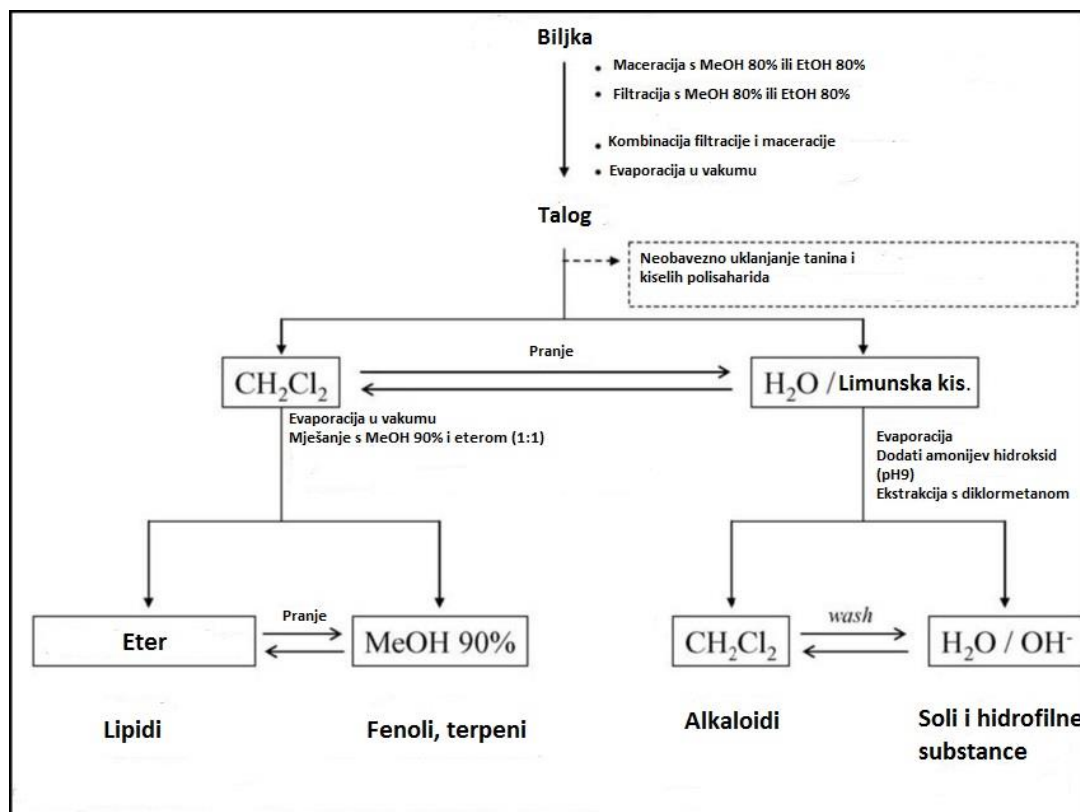 Biljka
• Maceracija s MeOH 80% ili EtOH 80%
• Filtracija s MeOH 80% ili EtOH 80%
• Kombinacija filtracije i maceracije
• Evaporacija u vakumu
Talog
Neobavezno uklanjanje tanina i
kiselih polisaharida
Pranje
CH₂Cl₂
H₂O / Limunska kis.
Evaporacija u vakumu
Mješanje s MeOH 90% i eterom (1:1)
Evaporacija
Dodati amonijev hidroksid
(pH9)
Ekstrakcija s diklormetanom
Eter
Pranje
MeOH 90%
CH₂Cl₂
wash
H₂O / OH⁻
Lipidi
Fenoli, terpeni
Alkaloidi
Soli i hidrofilne
substance